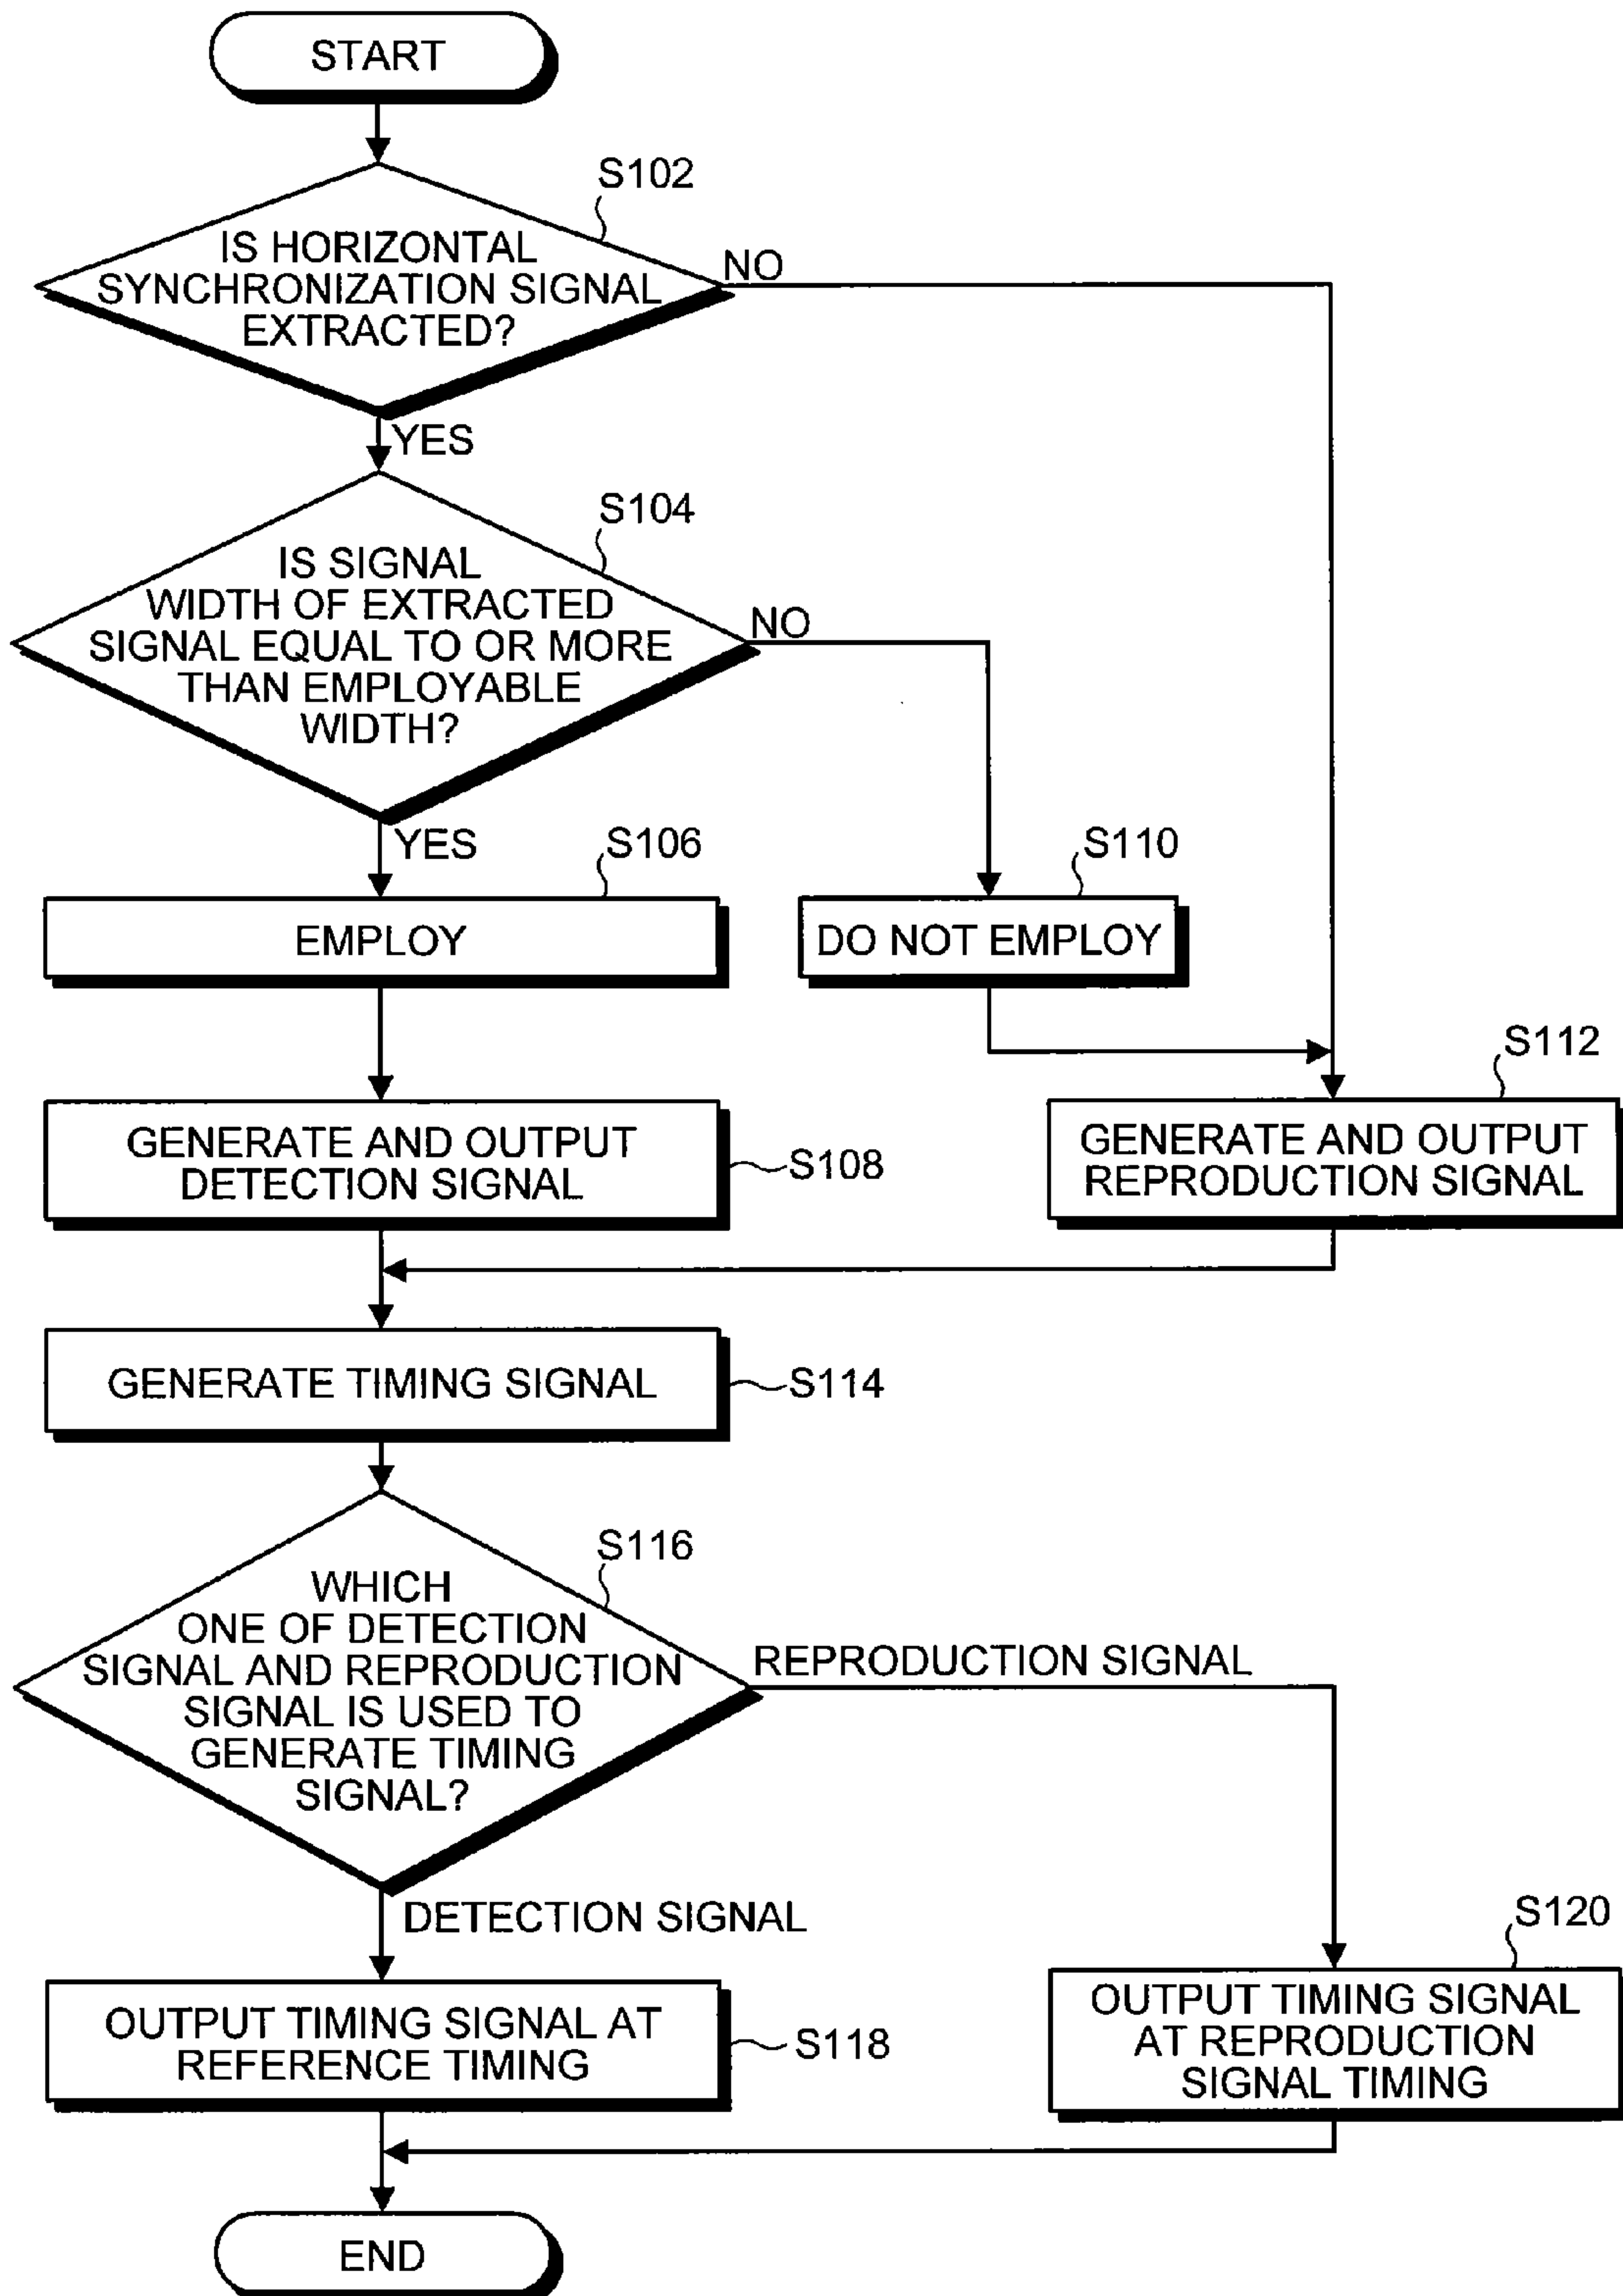 START
S102
IS HORIZONTAL
SYNCHRONIZATION SIGNAL
EXTRACTED?
NO
YES
S104
IS SIGNAL
WIDTH OF EXTRACTED
SIGNAL EQUAL TO OR MORE
THAN EMPLOYABLE
WIDTH?
NO
YES
S106
EMPLOY
S110
DO NOT EMPLOY
S112
GENERATE AND OUTPUT
DETECTION SIGNAL
S108
GENERATE AND OUTPUT
REPRODUCTION SIGNAL
GENERATE TIMING SIGNAL
S114
S116
WHICH
ONE OF DETECTION
SIGNAL AND REPRODUCTION
SIGNAL IS USED TO
GENERATE TIMING
SIGNAL?
REPRODUCTION SIGNAL
DETECTION SIGNAL
S120
OUTPUT TIMING SIGNAL AT
REFERENCE TIMING
S118
OUTPUT TIMING SIGNAL
AT REPRODUCTION
SIGNAL TIMING
END